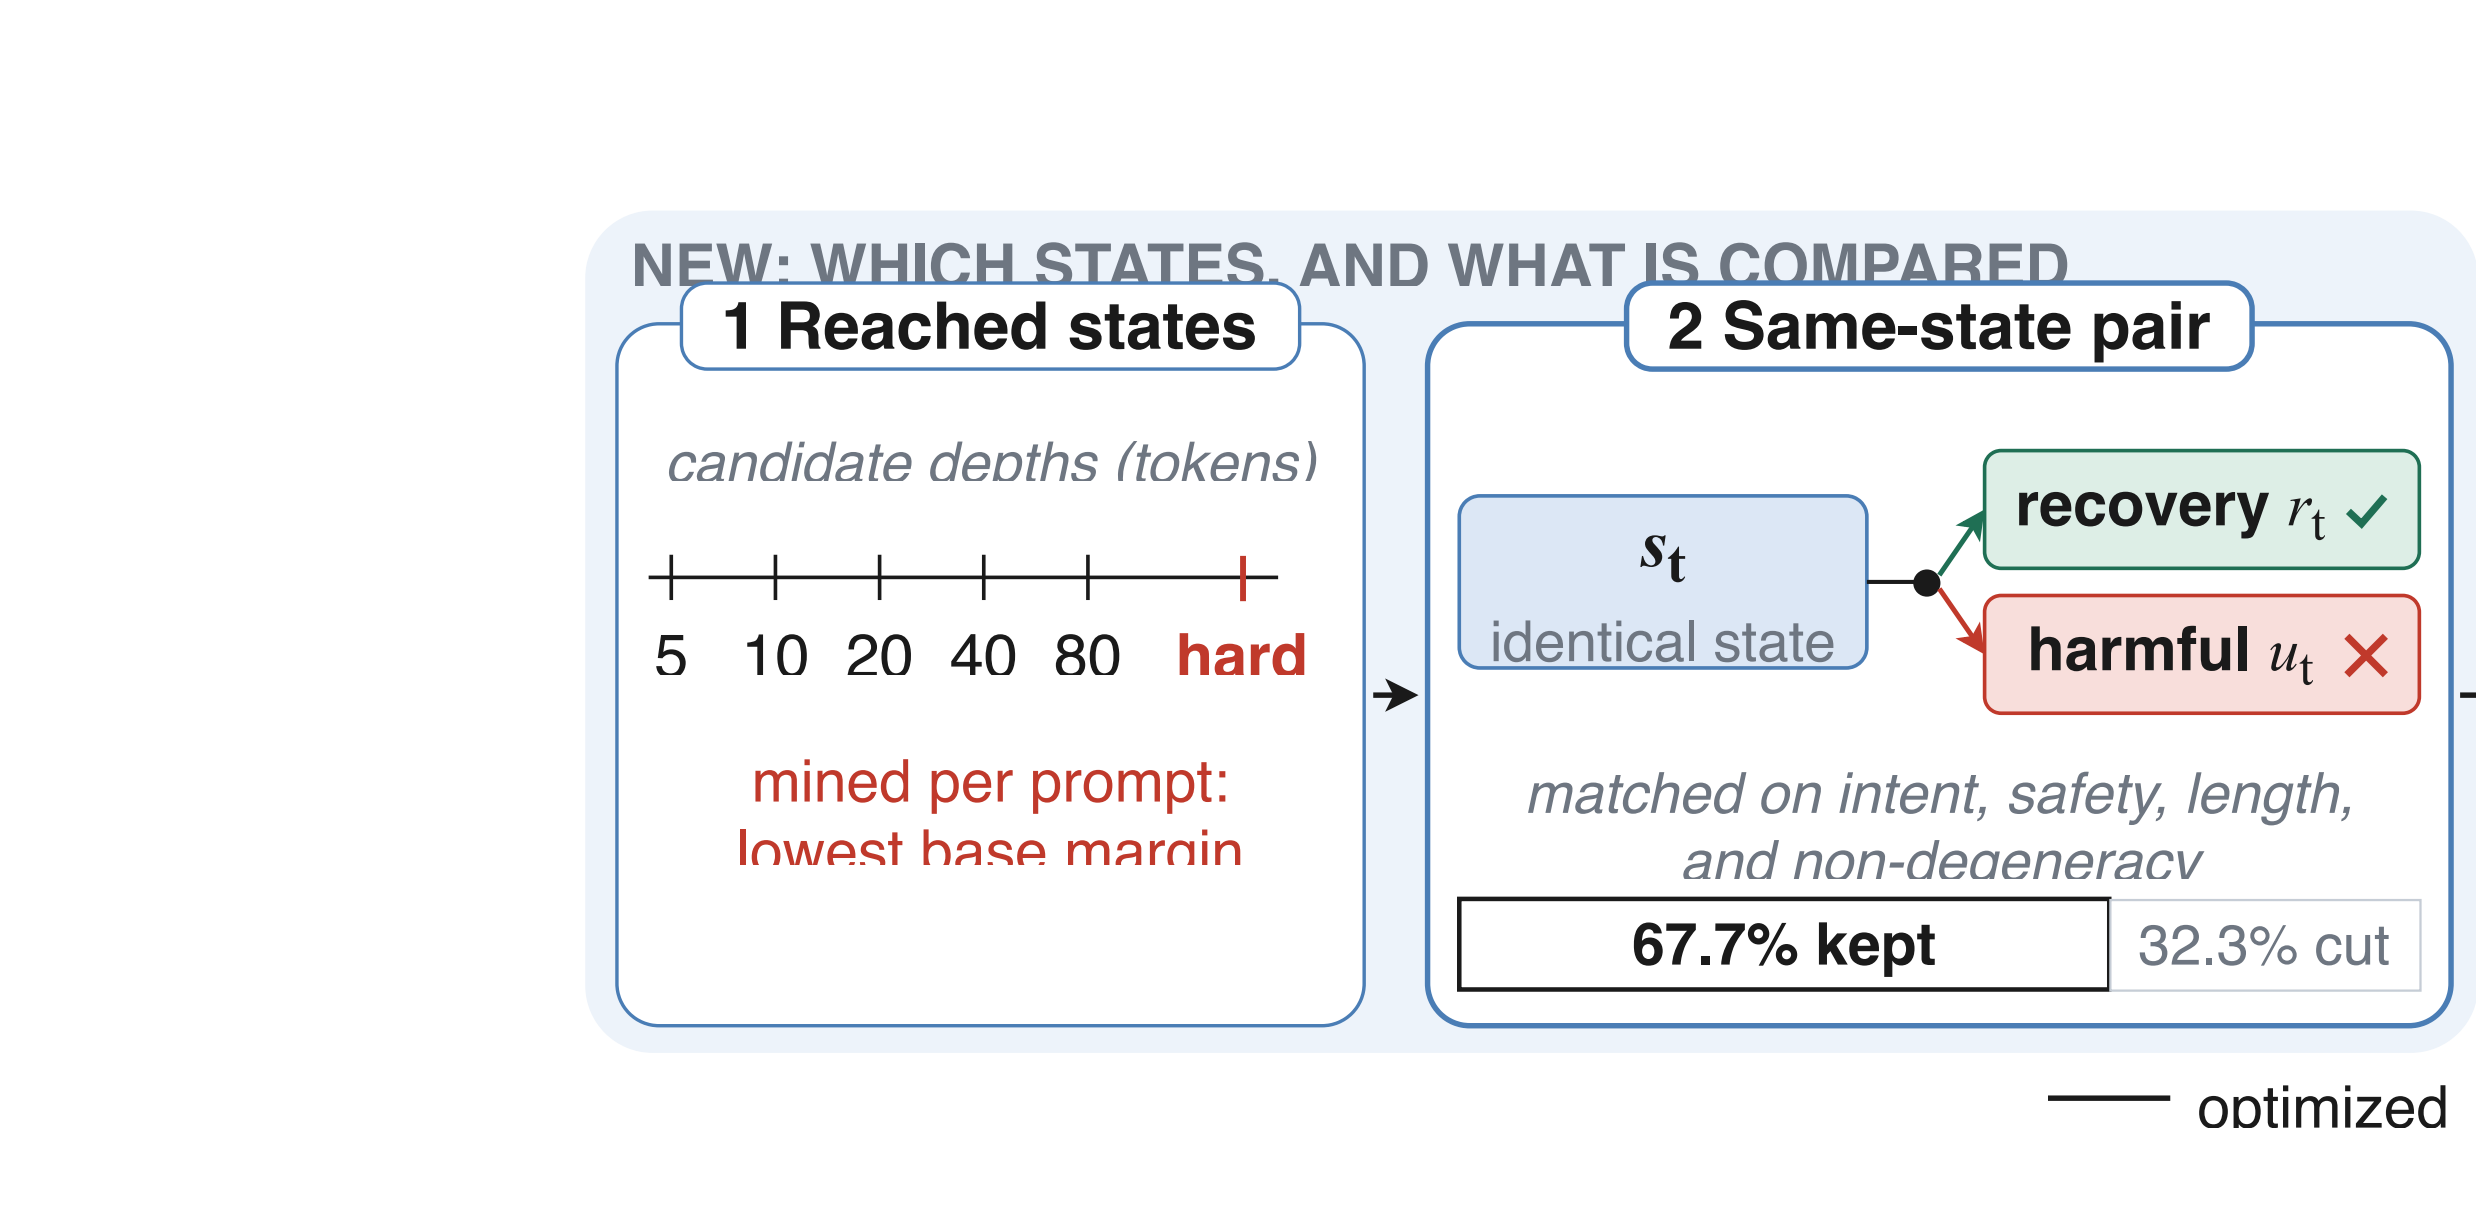 NEW: WHICH STATES, AND WHAT IS COMPARED
1 Reached states
candidate depths (tokens)
5 10 20 40 80 hard
mined per prompt:
lowest base margin
2 Same-state pair
s_t
identical state
recovery r_t ✓
harmful u_t ✗
matched on intent, safety, length,
and non-degeneracy
67.7% kept
32.3% cut
optimized